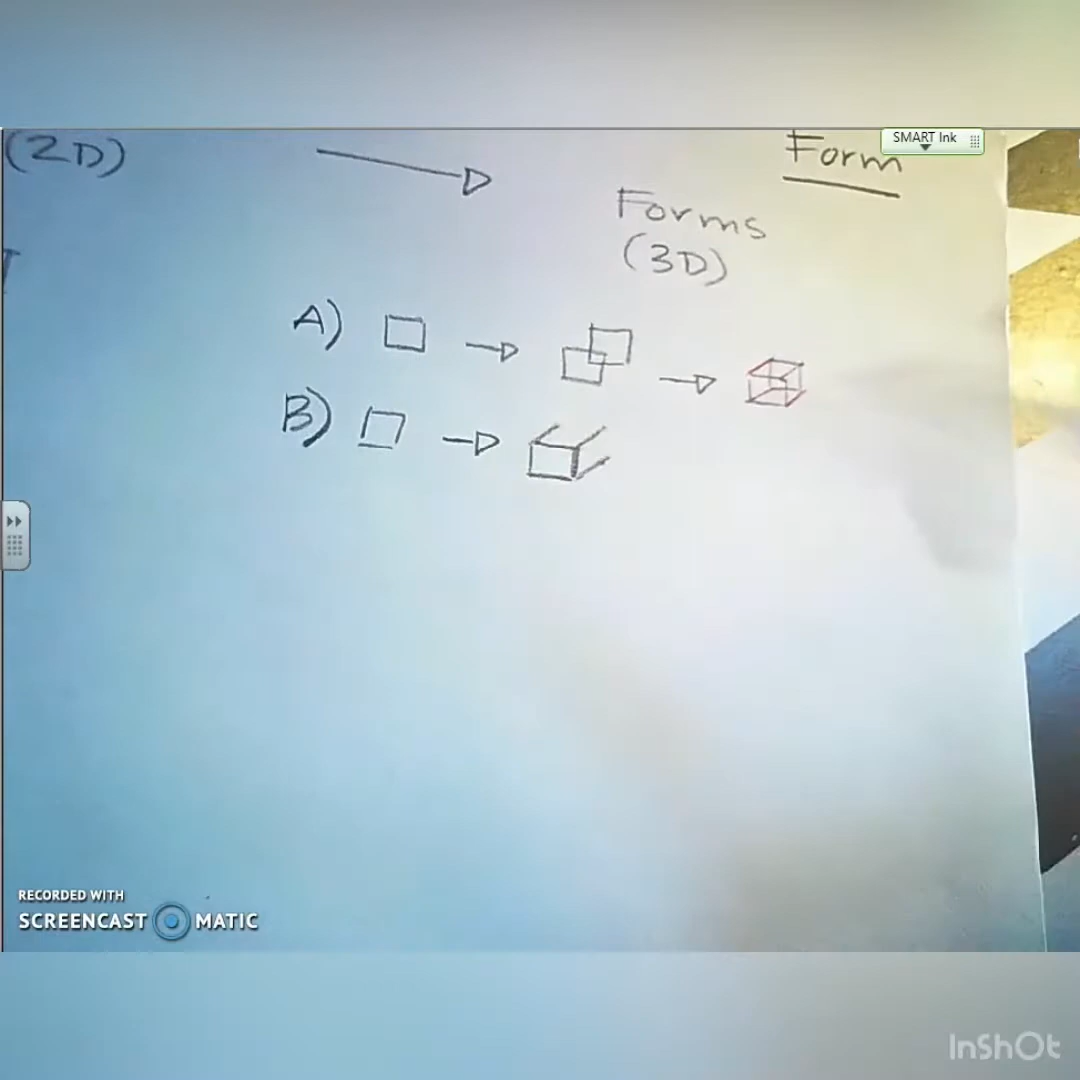 (2D)
Form
SMART Ink
Forms
(3D)
A)
B)
RECORDED WITH
SCREENCAST MATIC
InShOt